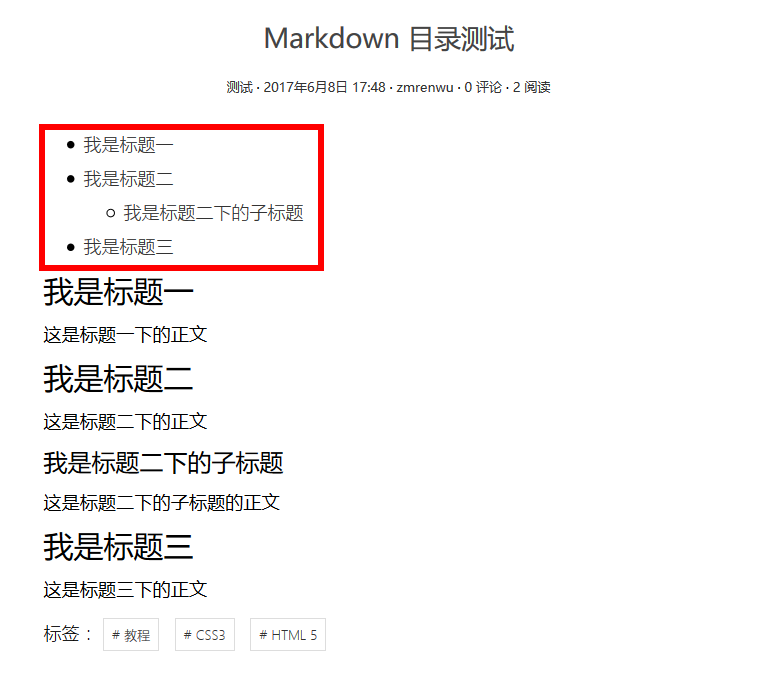 Markdown 目录测试
测试 · 2017年6月8日 17:48 · zmrenwu · 0 评论 · 2 阅读
我是标题一
我是标题二
我是标题二下的子标题
我是标题三
我是标题一
这是标题一下的正文
我是标题二
这是标题二下的正文
我是标题二下的子标题
这是标题二下的子标题的正文
我是标题三
这是标题三下的正文
标签： # 教程 # CSS3 # HTML 5